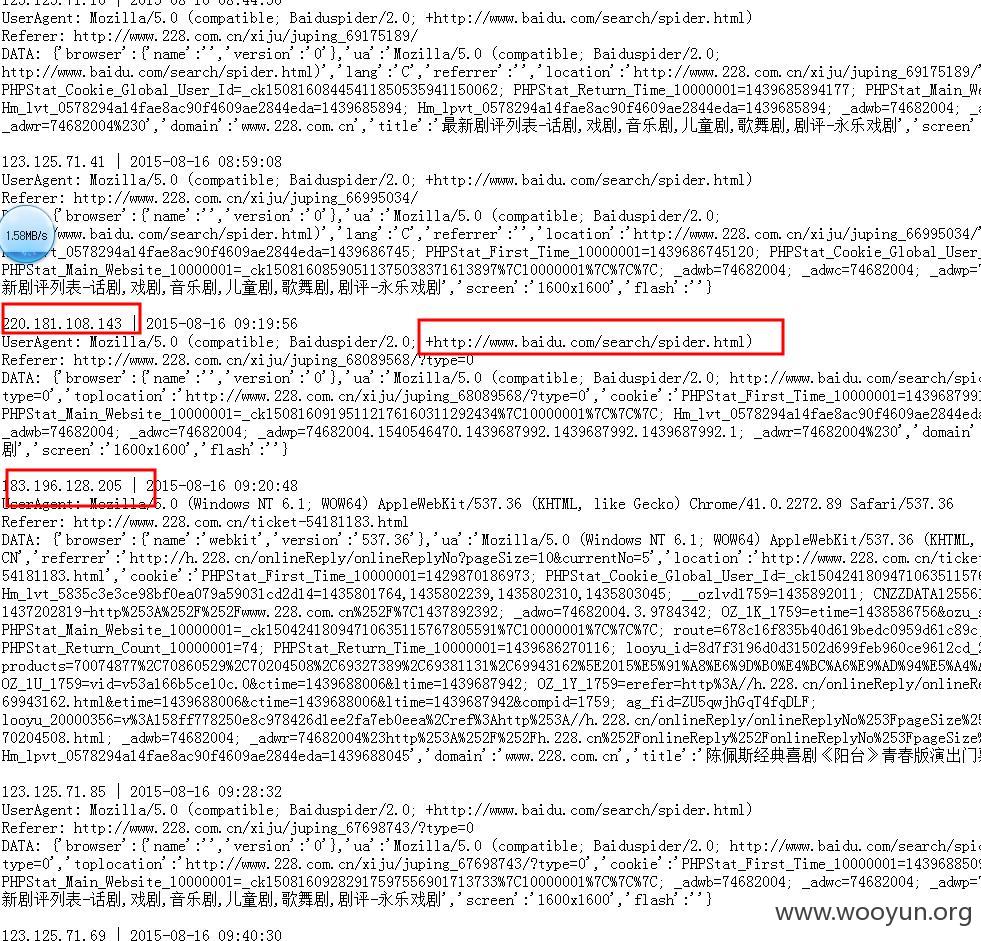 123.125.71.16 | 2015-08-16 08:44:56
UserAgent: Mozilla/5.0 (compatible; Baiduspider/2.0; +http://www.baidu.com/search/spider.html)
Referer: http://www.228.com.cn/xiju/juping_69175189/
DATA: {'browser':{'name':'','version':'0'},'ua':'Mozilla/5.0 (compatible; Baiduspider/2.0;
http://www.baidu.com/search/spider.html)','lang':'C','referrer':'','location':'http://www.228.com.cn/xiju/juping_69175189/'
PHPStat_Cookie_Global_User_Id=_ck15081608445411850535941150062; PHPStat_Return_Time_10000001=1439685894177; PHPStat_Main_We
Hm_lvt_0578294a14fae8ac90f4609ae2844eda=1439685894; Hm_lpvt_0578294a14fae8ac90f4609ae2844eda=1439685894; _adwb=74682004; _a
_adwr=74682004%230','domain':'www.228.com.cn','title':'最新剧评列表-话剧,戏剧,音乐剧,儿童剧,歌舞剧,剧评-永乐戏剧','screen'
123.125.71.41 | 2015-08-16 08:59:08
UserAgent: Mozilla/5.0 (compatible; Baiduspider/2.0; +http://www.baidu.com/search/spider.html)
Referer: http://www.228.com.cn/xiju/juping_66995034/
{'browser':{'name':'','version':'0'},'ua':'Mozilla/5.0 (compatible; Baiduspider/2.0;
1.58MB/s
/www.baidu.com/search/spider.html)','lang':'C','referrer':'','location':'http://www.228.com.cn/xiju/juping_66995034/'
vt_0578294a14fae8ac90f4609ae2844eda=1439686745; PHPStat_First_Time_10000001=1439686745120; PHPStat_Cookie_Global_User_
PHPStat_Main_Website_10000001=_ck15081608590511375038371613897%7C10000001%7C%7C%7C; _adwb=74682004; _adwc=74682004; _adwp=7
新剧评列表-话剧,戏剧,音乐剧,儿童剧,歌舞剧,剧评-永乐戏剧','screen':'1600x1600','flash':''}
220.181.108.143 | 2015-08-16 09:19:56
UserAgent: Mozilla/5.0 (compatible; Baiduspider/2.0; +http://www.baidu.com/search/spider.html)
Referer: http://www.228.com.cn/xiju/juping_68089568/?type=0
DATA: {'browser':{'name':'','version':'0'},'ua':'Mozilla/5.0 (compatible; Baiduspider/2.0; http://www.baidu.com/search/spid
type=0','toplocation':'http://www.228.com.cn/xiju/juping_68089568/?type=0','cookie':'PHPStat_First_Time_10000001=1439687991
PHPStat_Main_Website_10000001=_ck15081609195112176160311292434%7C10000001%7C%7C%7C; Hm_lvt_0578294a14fae8ac90f4609ae2844eda
_adwb=74682004; _adwc=74682004; _adwp=74682004.1540546470.1439687992.1439687992.1439687992.1; _adwr=74682004%230','domain'
剧','screen':'1600x1600','flash':''}
183.196.128.205 | 2015-08-16 09:20:48
UserAgent: Mozilla/5.0 (Windows NT 6.1; WOW64) AppleWebKit/537.36 (KHTML, like Gecko) Chrome/41.0.2272.89 Safari/537.36
Referer: http://www.228.com.cn/ticket-54181183.html
DATA: {'browser':{'name':'webkit','version':'537.36'},'ua':'Mozilla/5.0 (Windows NT 6.1; WOW64) AppleWebKit/537.36 (KHTML,
CN','referrer':'http://h.228.cn/onlineReply/onlineReplyNo?pageSize=10&currentNo=5','location':'http://www.228.com.cn/ticke
54181183.html','cookie':'PHPStat_First_Time_10000001=1429870186973; PHPStat_Cookie_Global_User_Id=_ck1504241809471063511576
Hm_lvt_5835c3e3ce98bf0ea079a59031cd2d14=1435801764,1435802239,1435802310,1435803045; __ozlvd1759=1435892011; CNZZDATA125561
1437202819-http%253A%252F%252Fwww.228.com.cn%252F%7C1437892392; _adwo=74682004.3.9784342; OZ_1K_1759=etime=1438586756&ozu_s
PHPStat_Main_Website_10000001=_ck15042418094710635115767805591%7C10000001%7C%7C%7C; route=678c16f835b40d619bedc0959d61c89c;
PHPStat_Return_Count_10000001=74; PHPStat_Return_Time_10000001=1439686270116; looyu_id=8d7f3196d0d31502d699feb960ce9612cd_2
products=70074877%2C70860529%2C70204508%2C69327389%2C69381131%2C69943162%5E2015%E5%91%A8%E6%9D%B0%E4%BC%A6%E9%AD%94%E5%A4%A
OZ_1U_1759=vid=v53a166b5ce10c.0&ctime=1439688006&ltime=1439687942; OZ_1Y_1759=erefer=http%3A//h.228.cn/onlineReply/onlineRe
69943162.html&etime=1439688006&ctime=1439688006&ltime=1439687942&compid=1759; ag_fid=ZU5qwjhGqT4fqDLF;
looyu_20000356=v%3A158ff778250e8c978426d1ee2fa7eb0eea%2Cref%3Ahttp%253A//h.228.cn/onlineReply/onlineReplyNo%253FpageSize%25
70204508.html; _adwb=74682004; _adwr=74682004%23http%253A%252F%252Fh.228.cn%252FonlineReply%252FonlineReplyNo%253FpageSize%
Hm_lpvt_0578294a14fae8ac90f4609ae2844eda=1439688045','domain':'www.228.com.cn','title':'陈佩斯经典喜剧《阳台》青春版演出门票
123.125.71.85 | 2015-08-16 09:28:32
UserAgent: Mozilla/5.0 (compatible; Baiduspider/2.0; +http://www.baidu.com/search/spider.html)
Referer: http://www.228.com.cn/xiju/juping_67698743/?type=0
DATA: {'browser':{'name':'','version':'0'},'ua':'Mozilla/5.0 (compatible; Baiduspider/2.0; http://www.baidu.com/search/spid
type=0','toplocation':'http://www.228.com.cn/xiju/juping_67698743/?type=0','cookie':'PHPStat_First_Time_10000001=1439688509
PHPStat_Main_Website_10000001=_ck15081609282917597556901713733%7C10000001%7C%7C%7C; _adwb=74682004; _adwc=74682004; _adwp=7
新剧评列表-话剧,戏剧,音乐剧,儿童剧,歌舞剧,剧评-永乐戏剧','screen':'1600x1600','flash':''}
www.wooyun.org
123.125.71.69 | 2015-08-16 09:40:30